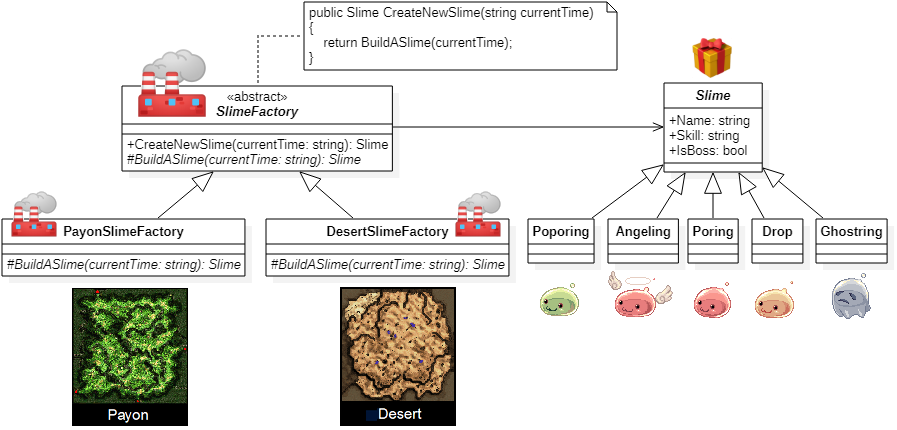 public Slime CreateNewSlime(string currentTime)
{
return BuildASlime(currentTime);
}
«abstract»
SlimeFactory
+CreateNewSlime(currentTime: string): Slime
#BuildASlime(currentTime: string): Slime
Slime
+Name: string
+Skill: string
+IsBoss: bool
PayonSlimeFactory
#BuildASlime(currentTime: string): Slime
DesertSlimeFactory
#BuildASlime(currentTime: string): Slime
Poporing
Angeling
Poring
Drop
Ghostring
Payon
Desert